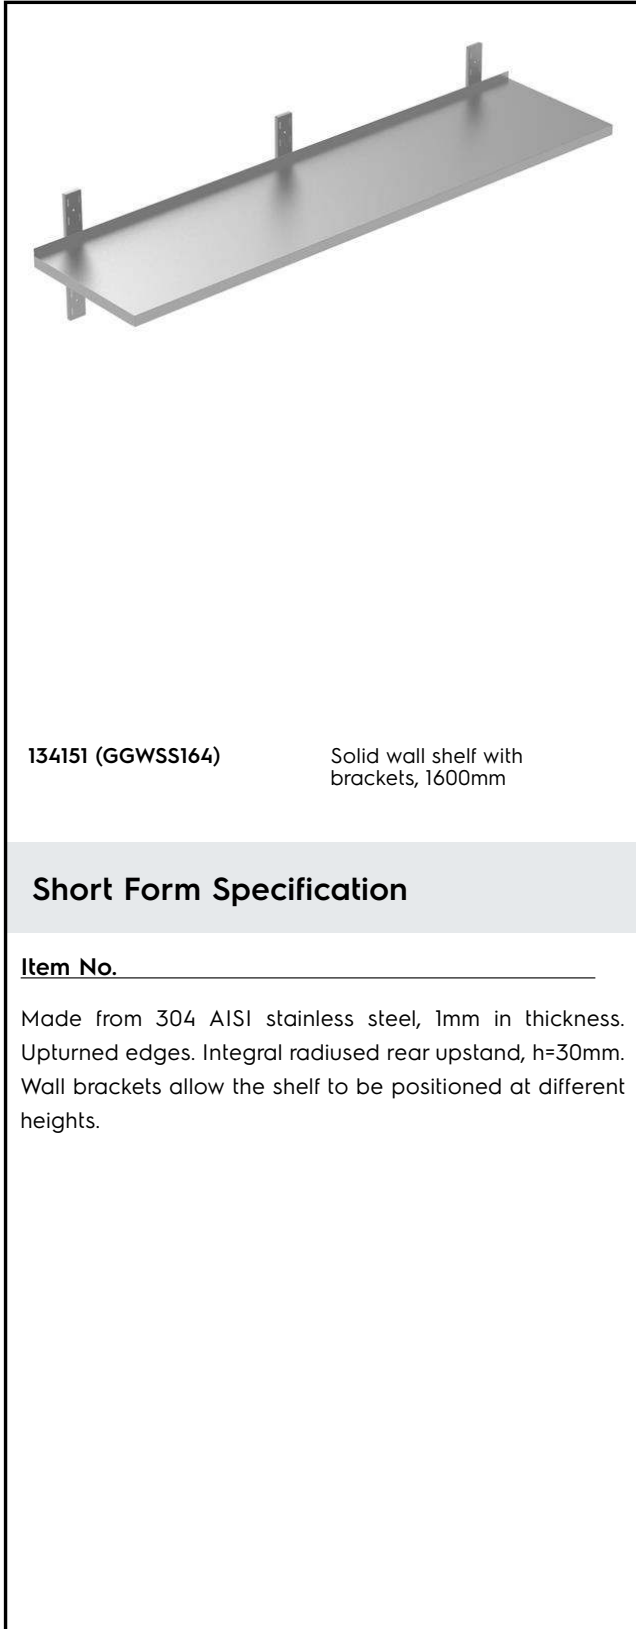 134151 (GGWSS164)
Solid wall shelf with
brackets, 1600mm
Short Form Specification
Item No.
Made from 304 AISI stainless steel, 1mm in thickness.
Upturned edges. Integral radiused rear upstand, h=30mm.
Wall brackets allow the shelf to be positioned at different
heights.